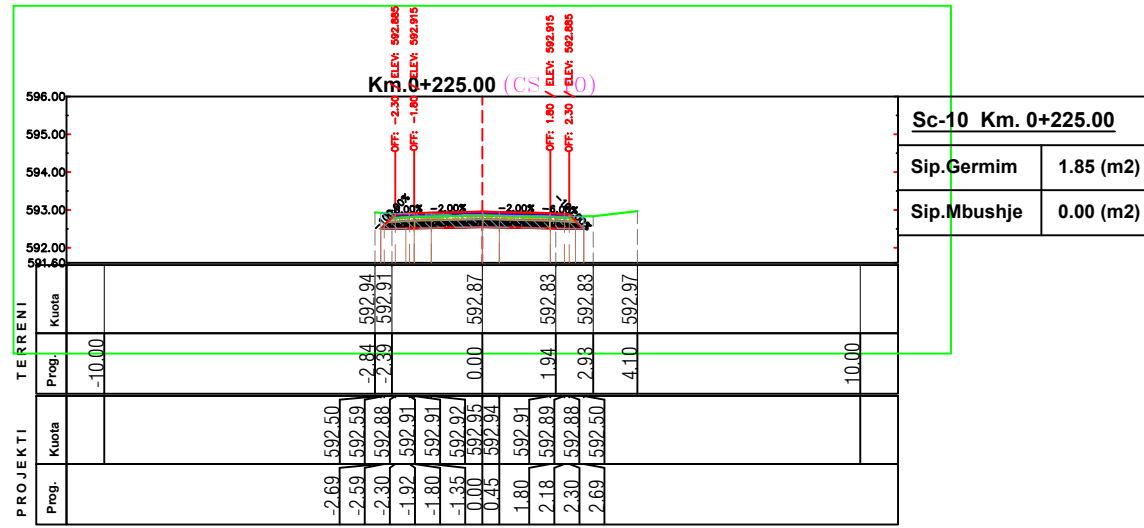 OFF: -2.30 / ELEV: 592.885
OFF: -1.80 / ELEV: 592.915
OFF: 1.80 / ELEV: 592.915
OFF: 2.30 / ELEV: 592.885
Km.0+225.00 (CS 10)
596.00
595.00
594.00
593.00
592.00
591.60
-2.00% -2.00%
Sc-10 Km. 0+225.00
Sip.Germim 1.85 (m2)
Sip.Mbushje 0.00 (m2)
TERRENI
Kuota 592.94 592.91 592.87 592.83 592.83 592.97
Prog. -10.00 -2.84 -2.39 0.00 1.94 2.93 4.10 10.00
PROJEKTI
Kuota 592.50 592.59 592.88 592.91 592.91 592.92 592.95 592.94 592.91 592.89 592.88 592.50
Prog. -2.69 -2.59 -2.30 -1.92 -1.80 -1.35 0.00 0.45 1.80 2.18 2.30 2.69